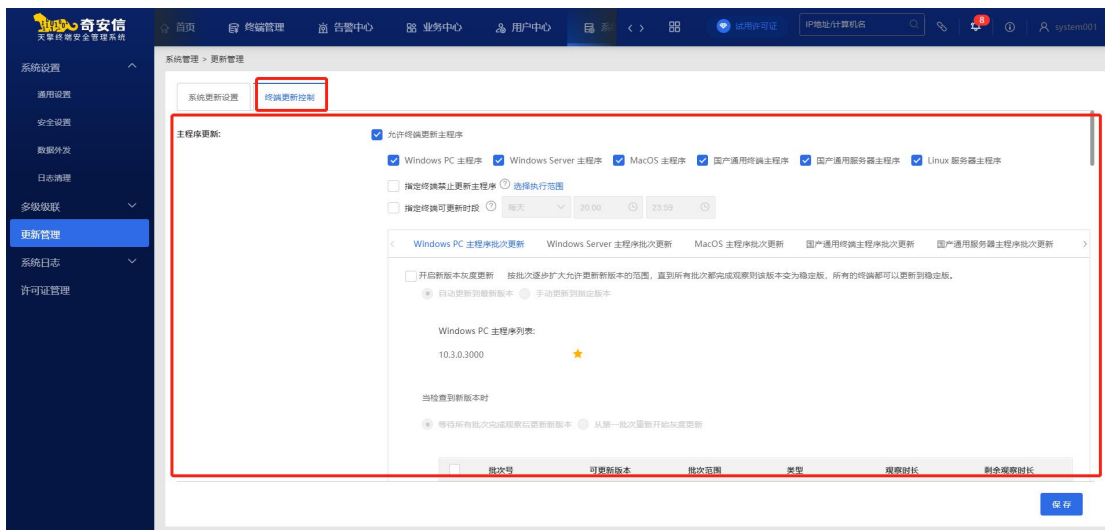 奇安信
天擎终端安全管理系统
首页 终端管理 告警中心 业务中心 用户中心 系 试用许可证 IP地址/计算机名 8 system001
系统管理 > 更新管理
系统设置
通用设置
安全设置
数据外发
日志清理
多级级联
更新管理
系统日志
许可证管理
系统更新设置 终端更新控制
主程序更新: 允许终端更新主程序
Windows PC 主程序 Windows Server 主程序 MacOS 主程序 国产通用终端主程序 国产通用服务器主程序 Linux 服务器主程序
指定终端禁止更新主程序 ? 选择执行范围
指定终端可更新时段 ? 每天 20:00 23:59
Windows PC 主程序批次更新 Windows Server 主程序批次更新 MacOS 主程序批次更新 国产通用终端主程序批次更新 国产通用服务器主程序批次更新
开启新版本灰度更新 按批次逐步扩大允许更新新版本的范围，直到所有批次都完成观察则该版本变为稳定版，所有的终端都可以更新到稳定版。
自动更新到最新版本 手动更新到指定版本
Windows PC 主程序列表:
10.3.0.3000
当检查到新版本时
等待所有批次完成观察后更新新版本 从第一批次重新开始灰度更新
批次号 可更新版本 批次范围 类型 观察时长 剩余观察时长
保存